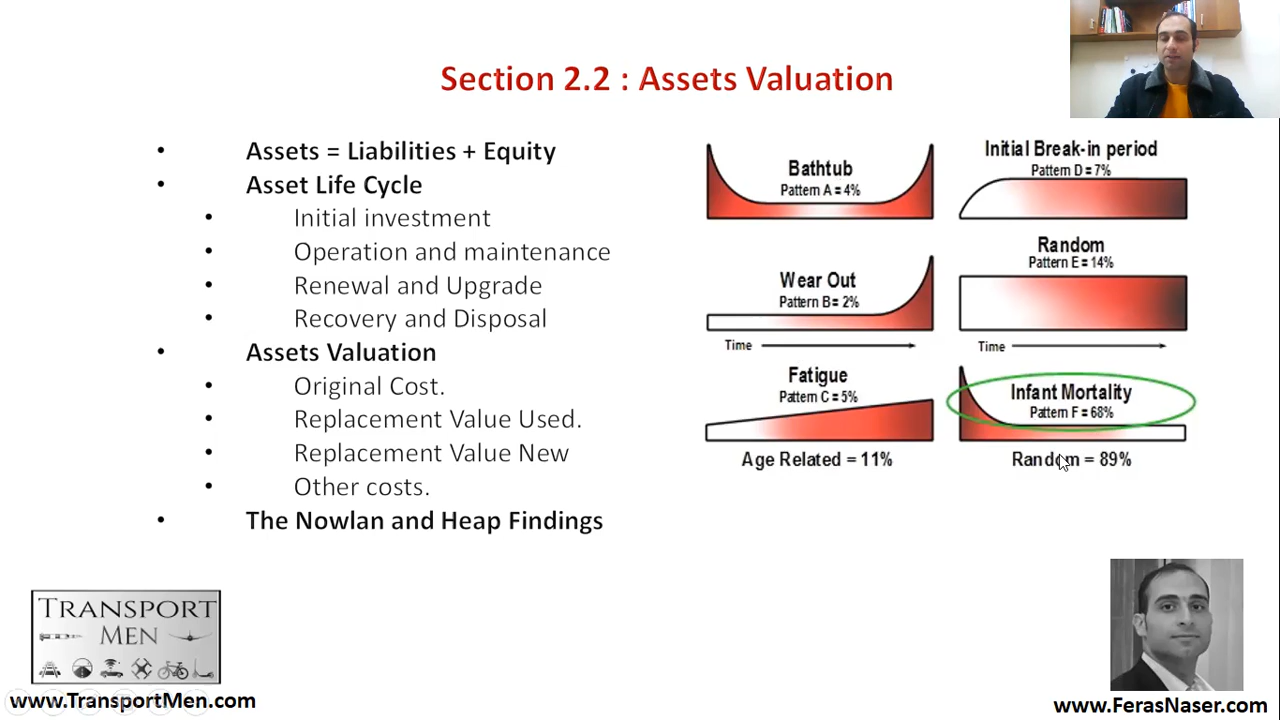 Section 2.2 : Assets Valuation
• Assets = Liabilities + Equity
• Asset Life Cycle
• Initial investment
• Operation and maintenance
• Renewal and Upgrade
• Recovery and Disposal
• Assets Valuation
• Original Cost.
• Replacement Value Used.
• Replacement Value New
• Other costs.
• The Nowlan and Heap Findings
Bathtub
Pattern A = 4%
Initial Break-in period
Pattern D = 7%
Wear Out
Pattern B = 2%
Random
Pattern E = 14%
Time
Time
Fatigue
Pattern C = 5%
Infant Mortality
Pattern F = 68%
Age Related = 11%
Random = 89%
TRANSPORT
MEN
www.TransportMen.com
www.FerasNaser.com